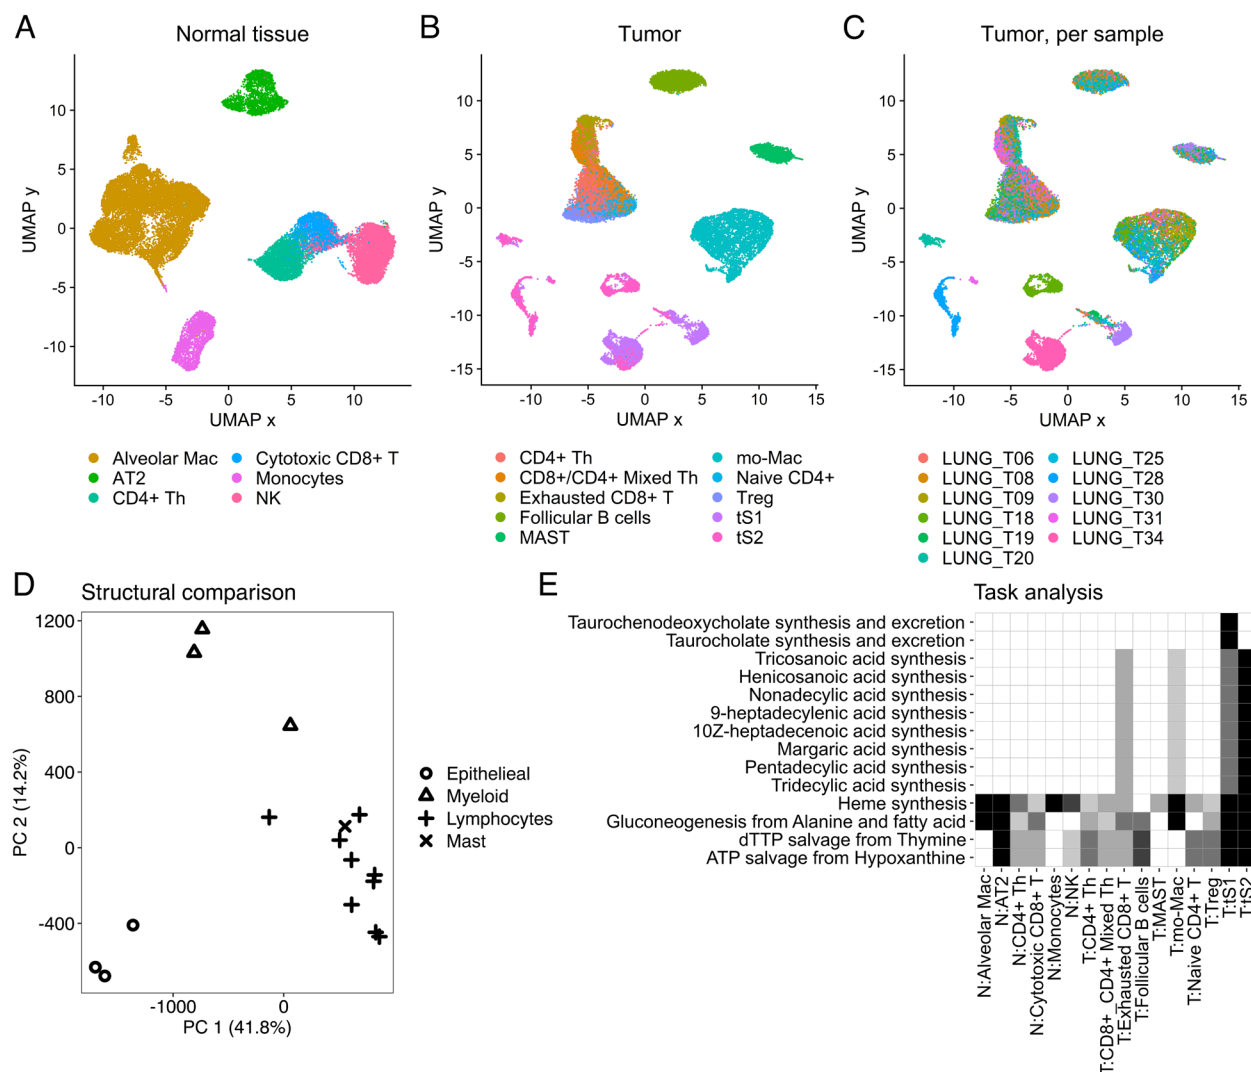 A
Normal tissue
10
5
0
-5
-10
UMAP y
-10
-5
0
5
10
UMAP x
Alveolar Mac
AT2
CD4+ Th
Cytotoxic CD8+ T
Monocytes
NK
B
Tumor
10
5
0
-5
-10
-15
UMAP y
-10
-5
0
5
10
15
UMAP x
CD4+ Th
CD8+/CD4+ Mixed Th
Exhausted CD8+ T
Follicular B cells
MAST
mo-Mac
Naive CD4+
Treg
tS1
tS2
C
Tumor, per sample
10
5
0
-5
-10
-15
UMAP y
-10
-5
0
5
10
15
UMAP x
LUNG_T06
LUNG_T08
LUNG_T09
LUNG_T18
LUNG_T19
LUNG_T20
LUNG_T25
LUNG_T28
LUNG_T30
LUNG_T31
LUNG_T34
D
Structural comparison
1200
800
400
0
-400
PC 2 (14.2%)
-1000
0
PC 1 (41.8%)
Epithelieal
Myeloid
Lymphocytes
Mast
E
Task analysis
Taurochenodeoxycholate synthesis and excretion
Taurocholate synthesis and excretion
Tricosanoic acid synthesis
Henicosanoic acid synthesis
Nonadecylic acid synthesis
9-heptadecylenic acid synthesis
10Z-heptadecenoic acid synthesis
Margaric acid synthesis
Pentadecylic acid synthesis
Tridecylic acid synthesis
Heme synthesis
Gluconeogenesis from Alanine and fatty acid
dTTP salvage from Thymine
ATP salvage from Hypoxanthine
N:Alveolar Mac
N:AT2
N:CD4+ Th
N:Cytotoxic CD8+ T
N:Monocytes
N:NK
T:CD4+ Th
T:CD8+_CD4+ Mixed Th
T:Exhausted CD8+ T
T:Follicular B cells
T:MAST
T:mo-Mac
T:Naive CD4+ T
T:Treg
T:tS1
T:tS2